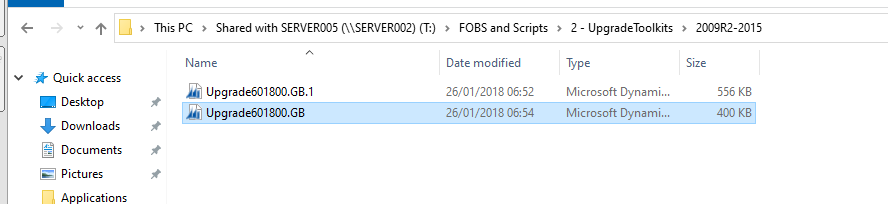 This PC > Shared with SERVER005 (\\SERVER002) (T:) > FOBS and Scripts > 2 - UpgradeToolkits > 2009R2-2015
Name Date modified Type Size
Quick access
Desktop
Downloads
Documents
Pictures
Applications
Upgrade601800.GB.1 26/01/2018 06:52 Microsoft Dynami... 556 KB
Upgrade601800.GB 26/01/2018 06:54 Microsoft Dynami... 400 KB